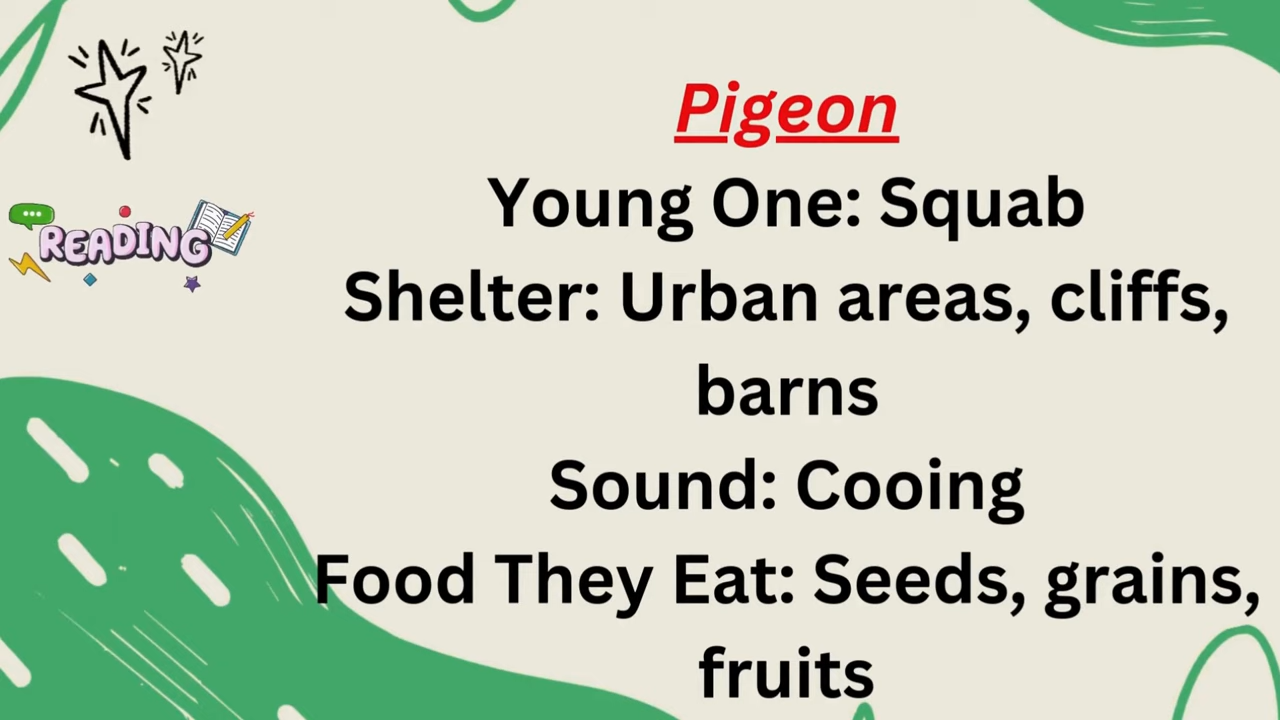 Pigeon
READING
Young One: Squab
Shelter: Urban areas, cliffs,
barns
Sound: Cooing
Food They Eat: Seeds, grains,
fruits